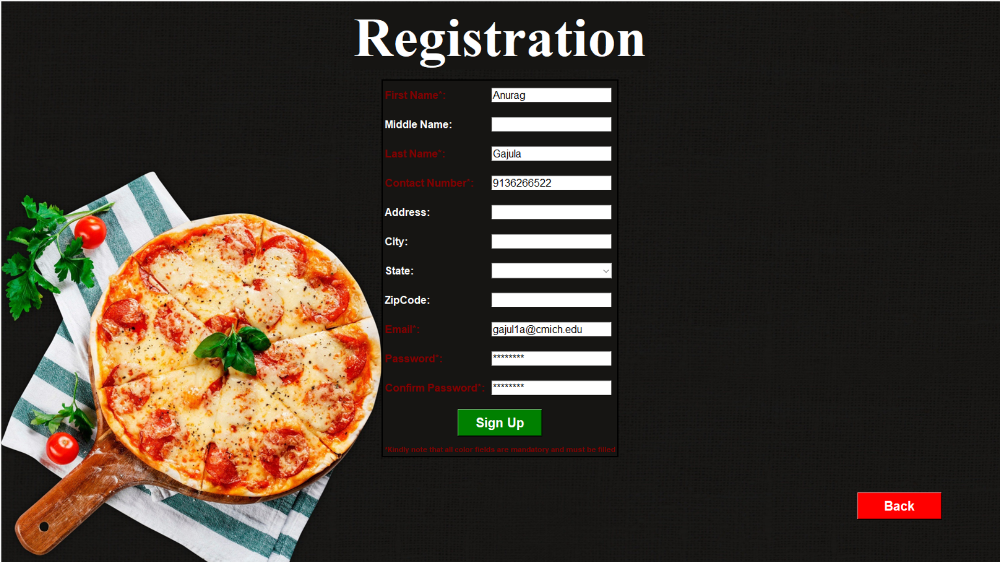 Registration
First Name*: Anurag
Middle Name:
Last Name*: Gajula
Contact Number*: 9136266522
Address:
City:
State:
ZipCode:
Email*: gajul1a@cmich.edu
Password*: ********
Confirm Password*: ********
Sign Up
*Kindly note that all color fields are mandatory and must be filled
Back